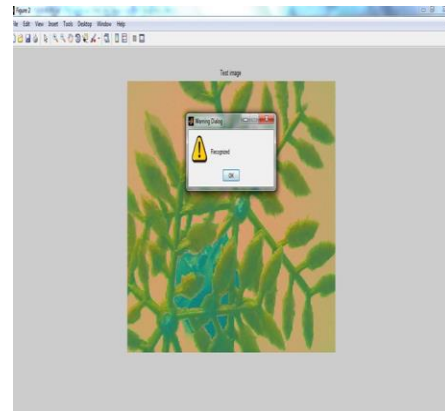 Figure 2
File Edit View Insert Tools Desktop Window Help
Test image
Warning Dialog
Recognized
OK